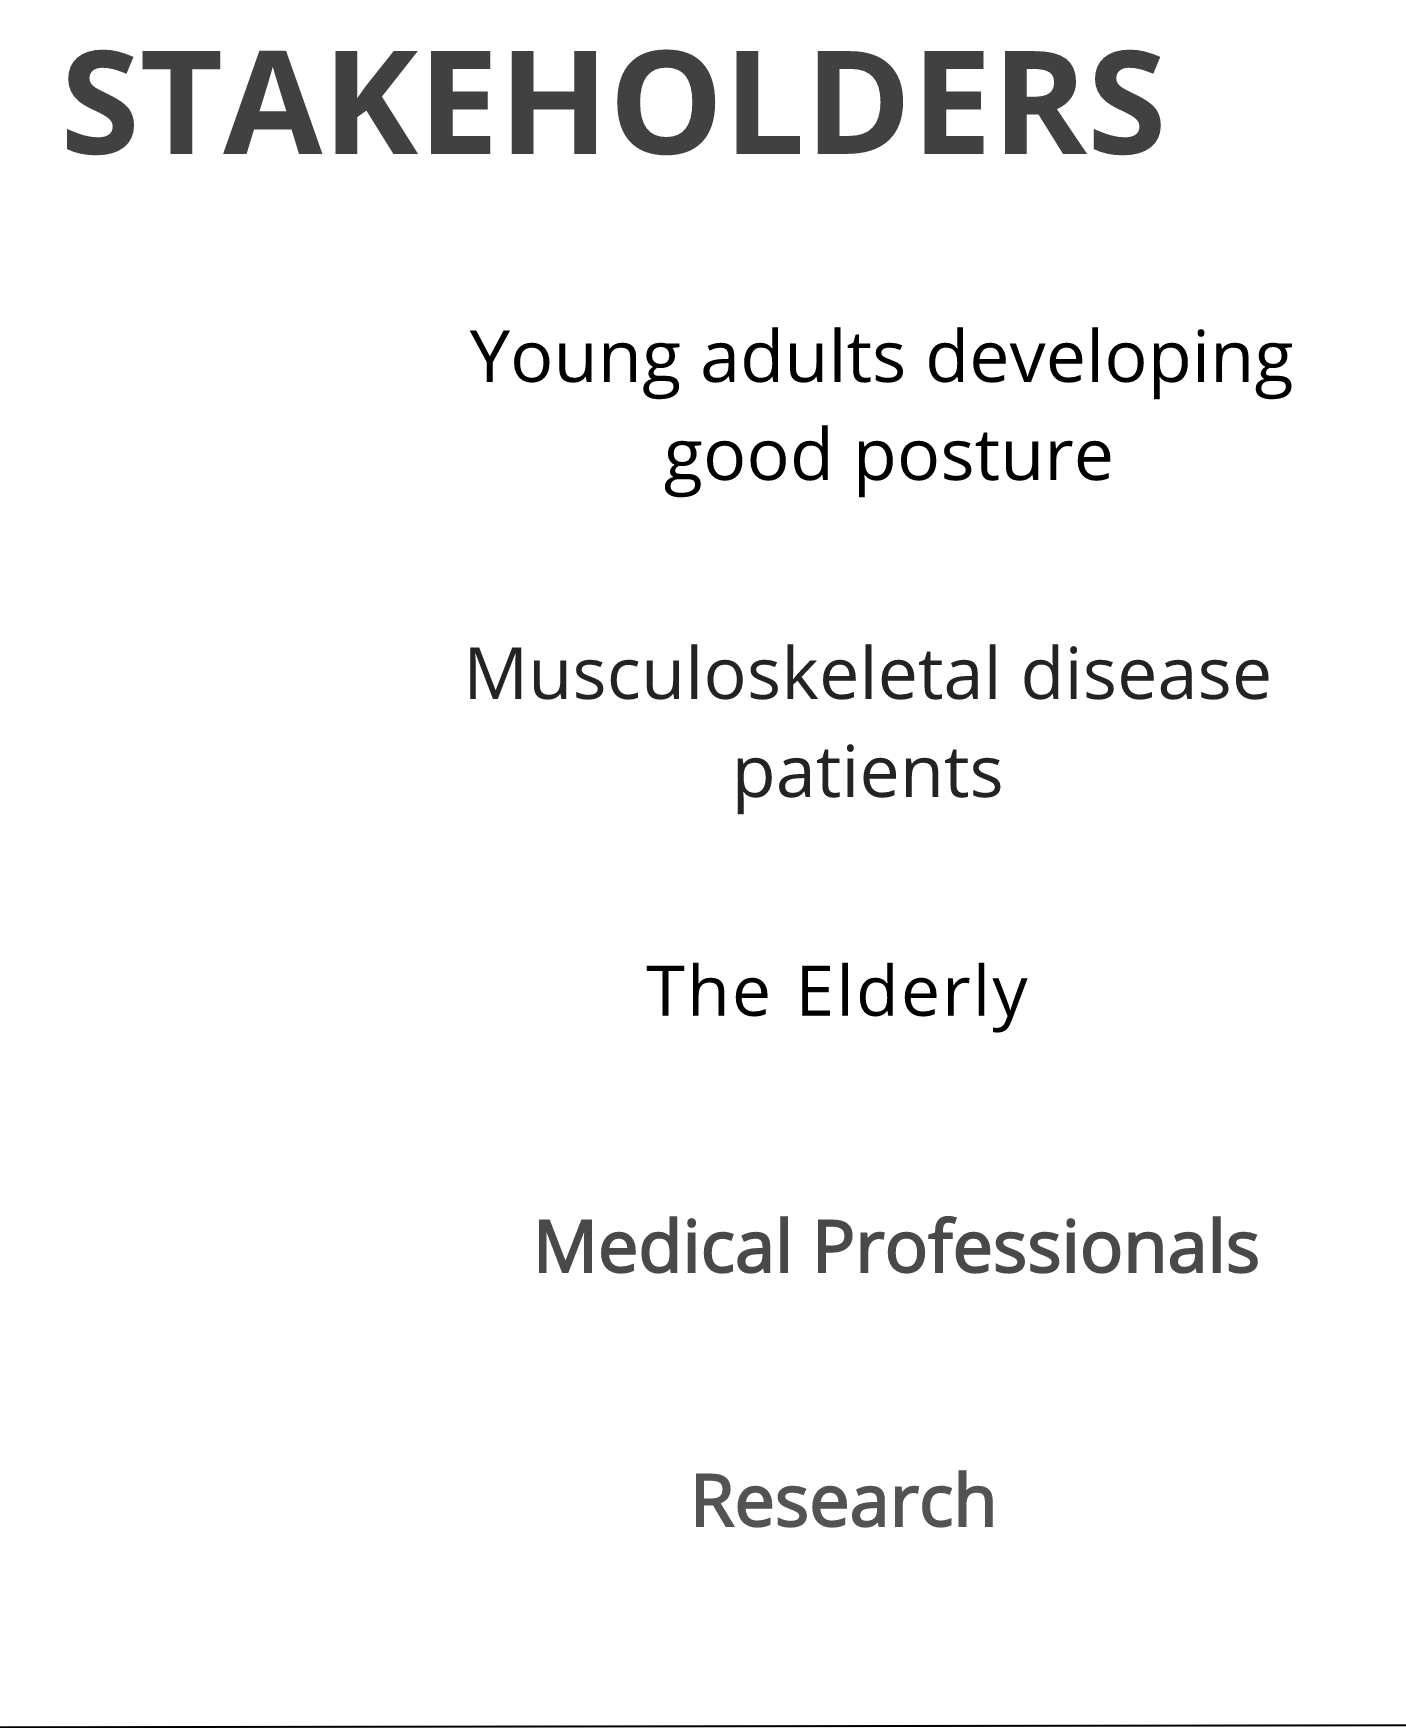 STAKEHOLDERS
Young adults developing
good posture
Musculoskeletal disease
patients
The Elderly
Medical Professionals
Research